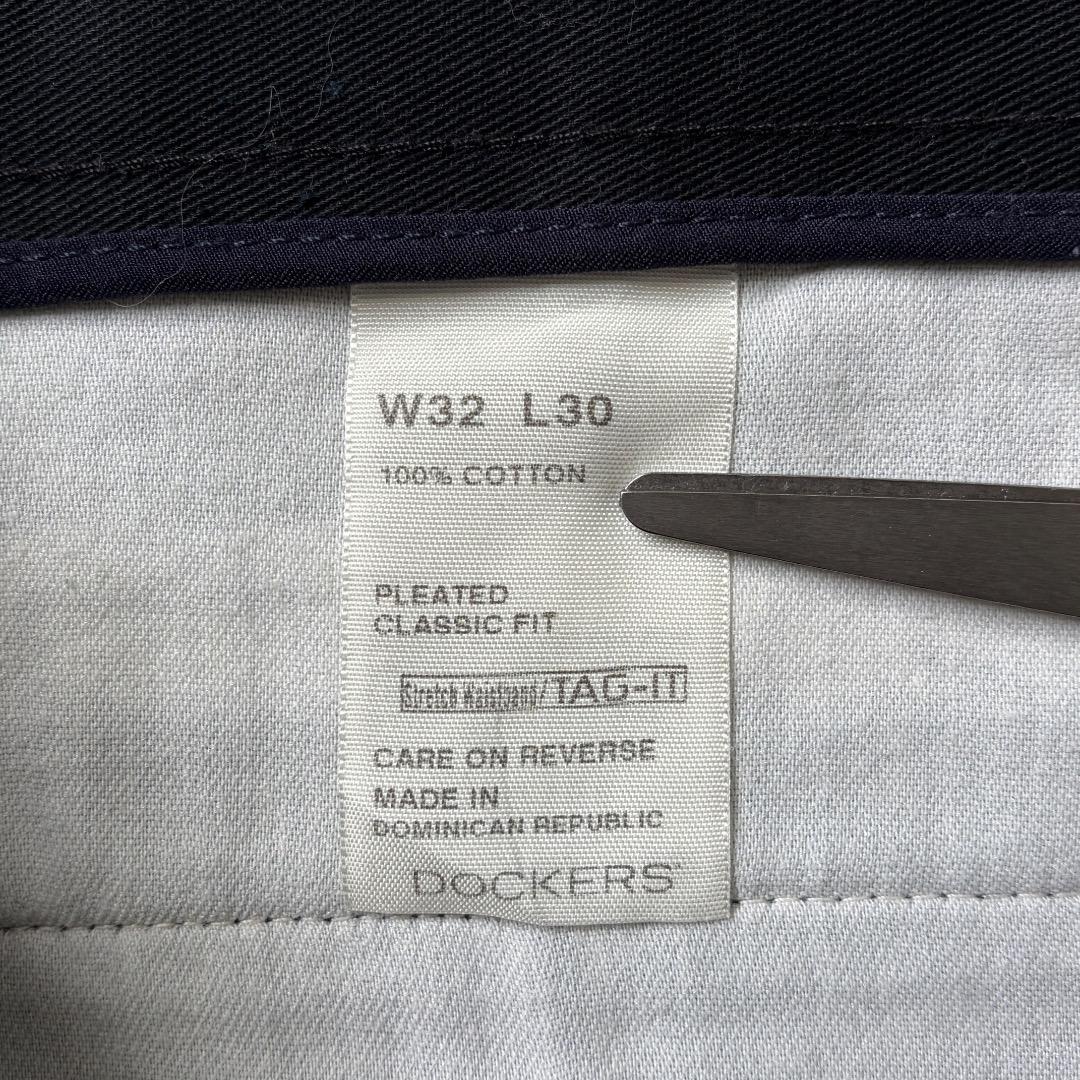 W32 L30
100% COTTON
PLEATED
CLASSIC FIT
Stretch Waistband/TAG-IT
CARE ON REVERSE
MADE IN
DOMINICAN REPUBLIC
DOCKERS